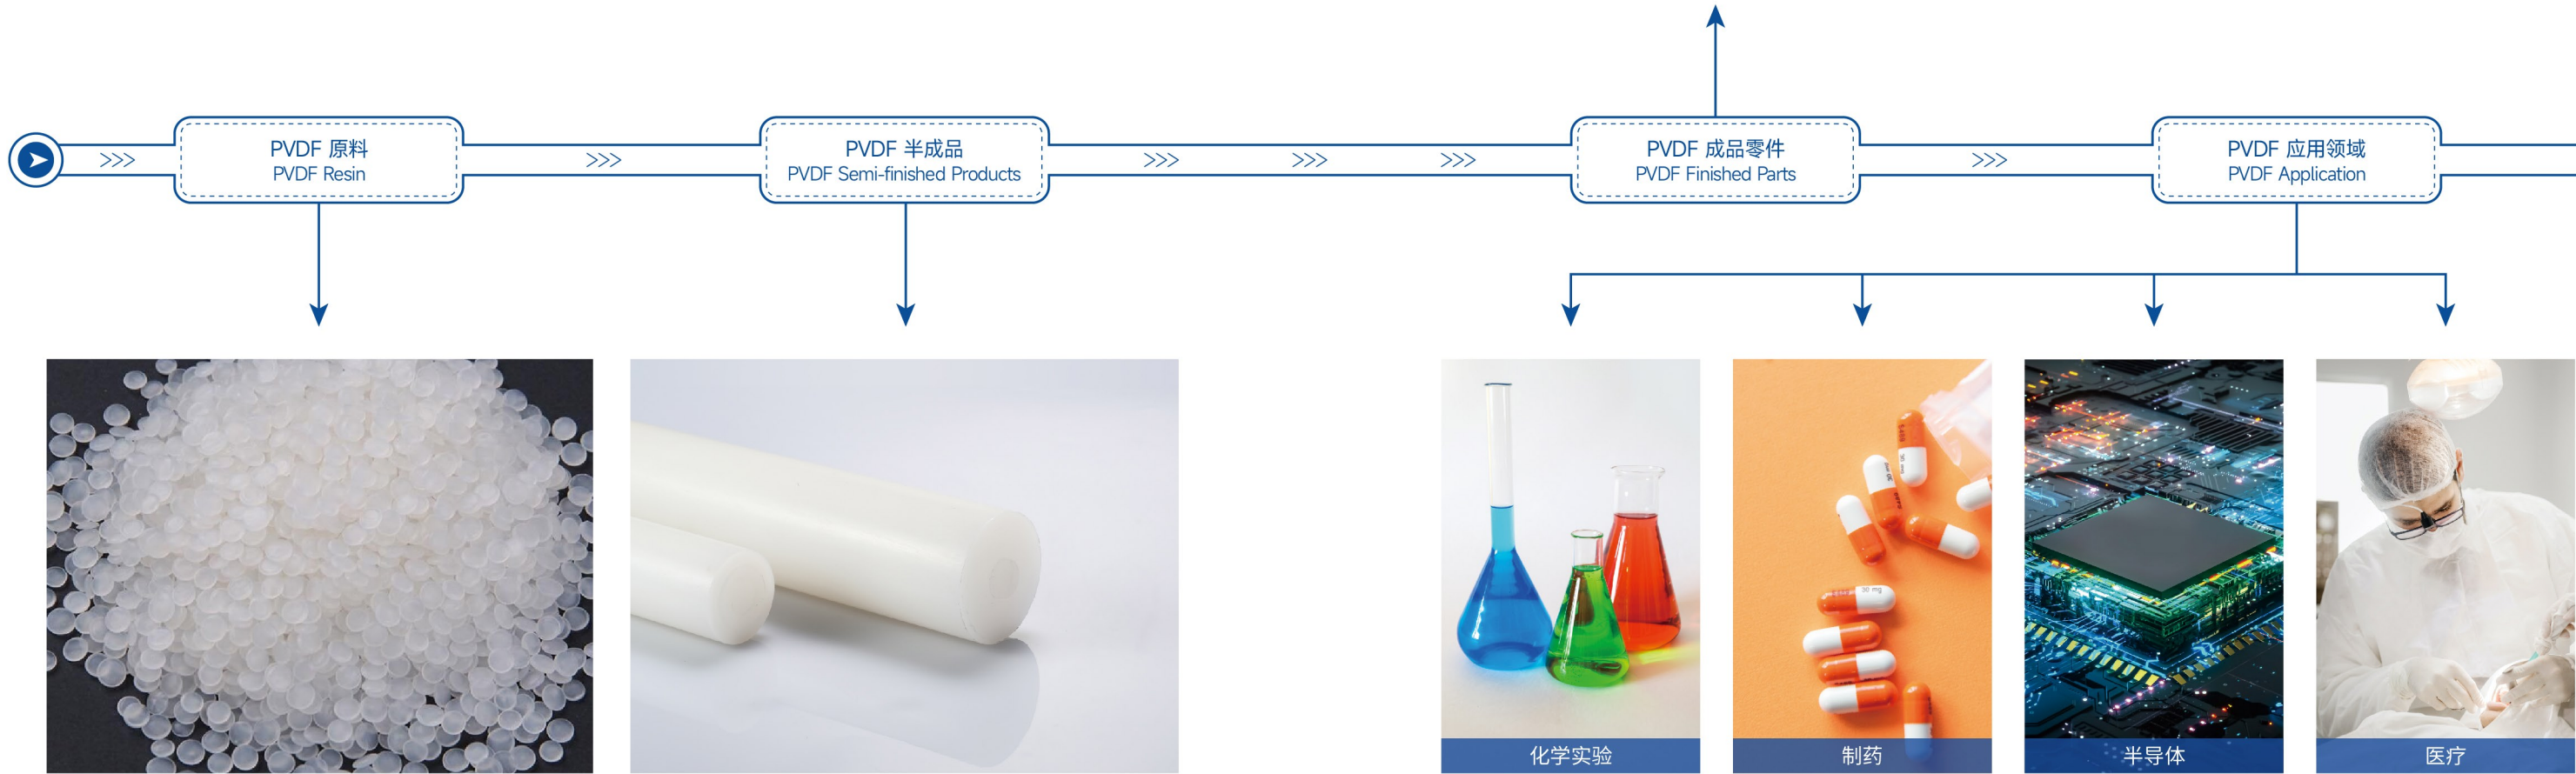 PVDF 原料
PVDF Resin
PVDF 半成品
PVDF Semi-finished Products
PVDF 成品零件
PVDF Finished Parts
PVDF 应用领域
PVDF Application
30 mg
化学实验
制药
半导体
医疗